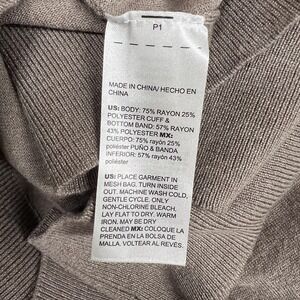 P1
MADE IN CHINA/ HECHO EN
CHINA
US: BODY: 75% RAYON 25%
POLYESTER CUFF &
BOTTOM BAND: 57% RAYON
43% POLYESTER MX:
CUERPO: 75% rayón 25%
poliéster PUÑO & BANDA
INFERIOR: 57% rayón 43%
poliéster
US: PLACE GARMENT IN
MESH BAG, TURN INSIDE
OUT. MACHINE WASH COLD,
GENTLE CYCLE. ONLY
NON-CHLORINE BLEACH.
LAY FLAT TO DRY. WARM
IRON, MAY BE DRY
CLEANED MX: COLOQUE LA
PRENDA EN LA BOLSA DE
MALLA. VOLTEAR AL REVÉS.